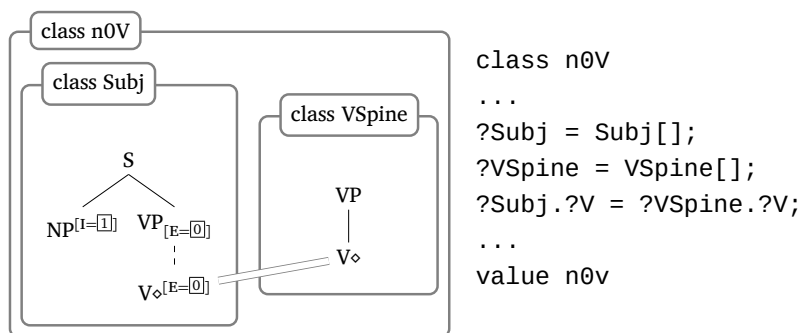 class n0V
class Subj
class VSpine
S
NP[I=1] VP[E=0]
V⋄[E=0]
VP
V⋄
class n0V
...
?Subj = Subj[];
?VSpine = VSpine[];
?Subj.?V = ?VSpine.?V;
...
value n0v